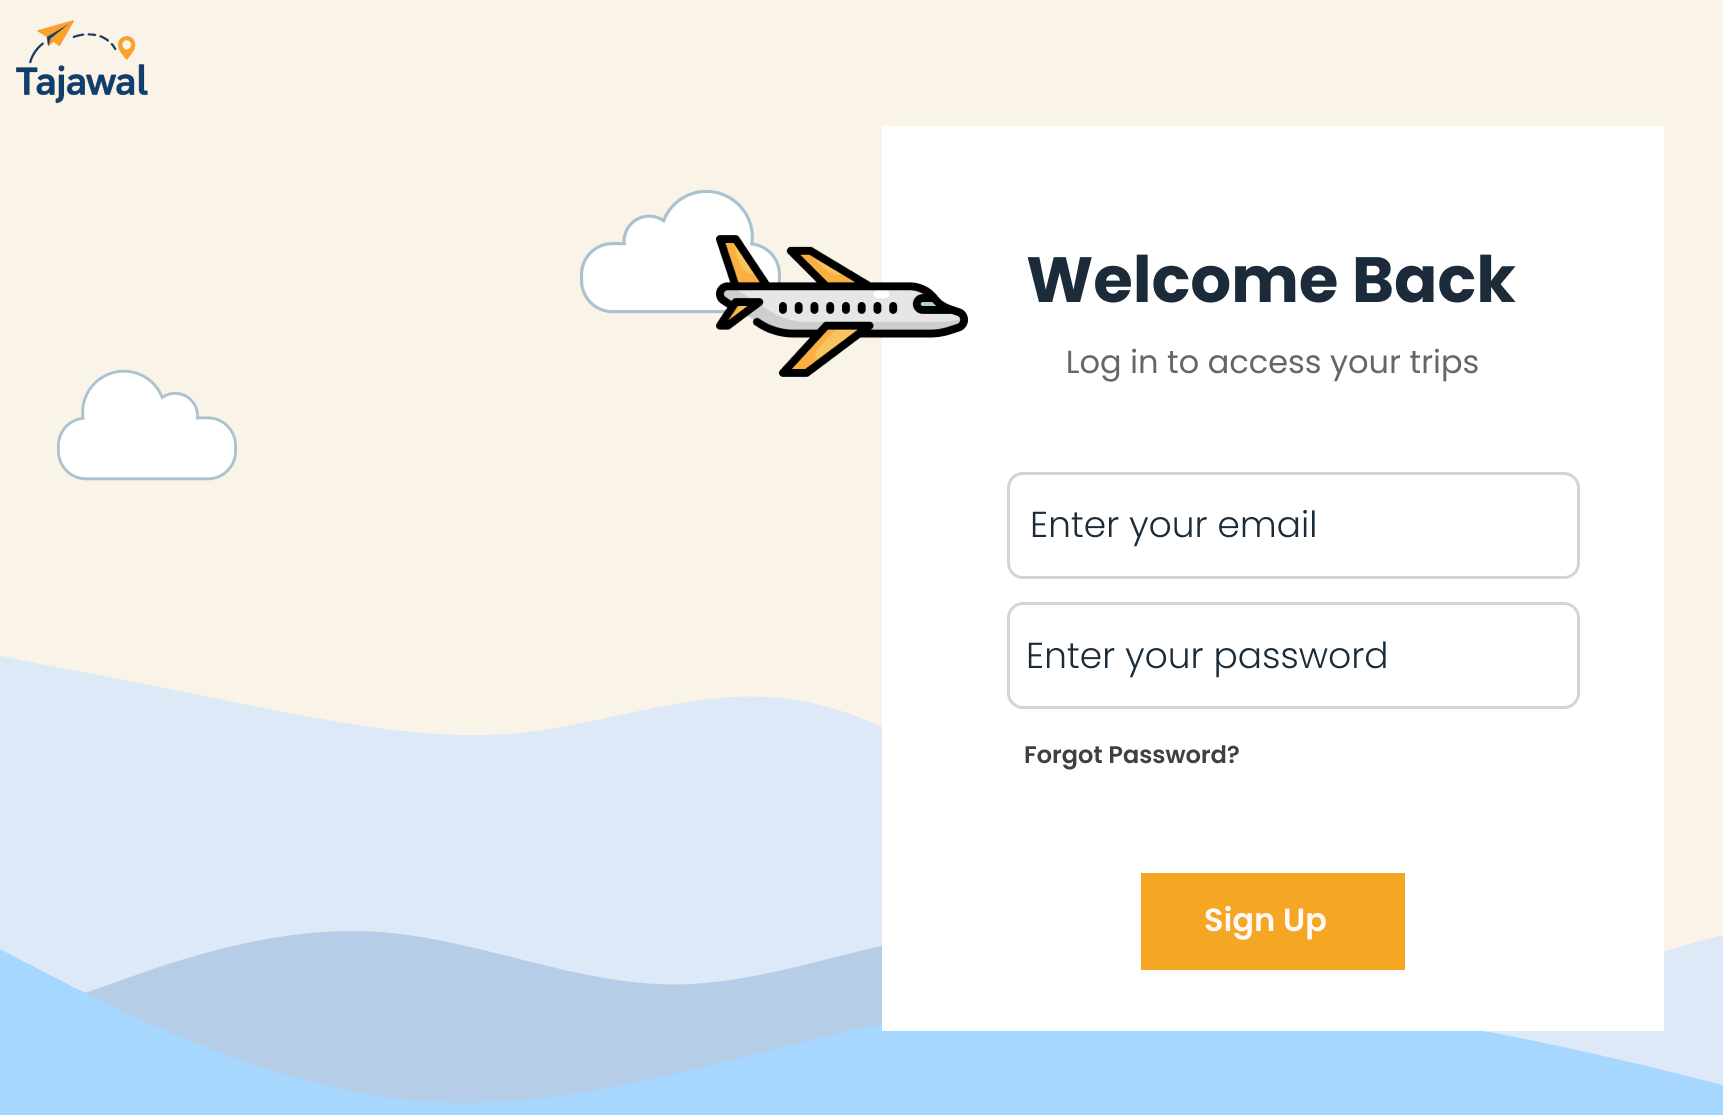 Tajawal
Welcome Back
Log in to access your trips
Enter your email
Enter your password
Forgot Password?
Sign Up